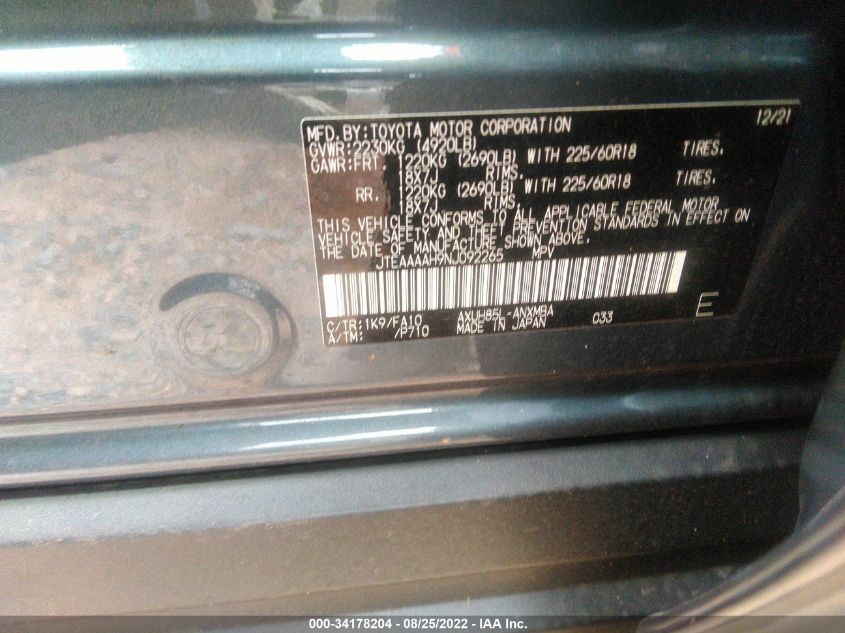 12/21
MFD.BY:TOYOTA MOTOR CORPORATION
GVWR:2230KG (4920LB)
GAWR:FRT. 1220KG (2690LB) WITH 225/60R18 TIRES,
18X7J RIMS,
RR. 1220KG (2690LB) WITH 225/60R18 TIRES,
18X7J RIMS,
THIS VEHICLE CONFORMS TO ALL APPLICABLE FEDERAL MOTOR
VEHICLE SAFETY AND THEFT PREVENTION STANDARDS IN EFFECT ON
THE DATE OF MANUFACTURE SHOWN ABOVE.
JTEAAAAH9NJ092265 MPV
C/TR:1K9/FA10 AXUH85L-ANXMBA 033 E
A/TM: /P710 MADE IN JAPAN
000-34178204 - 08/25/2022 - IAA Inc.